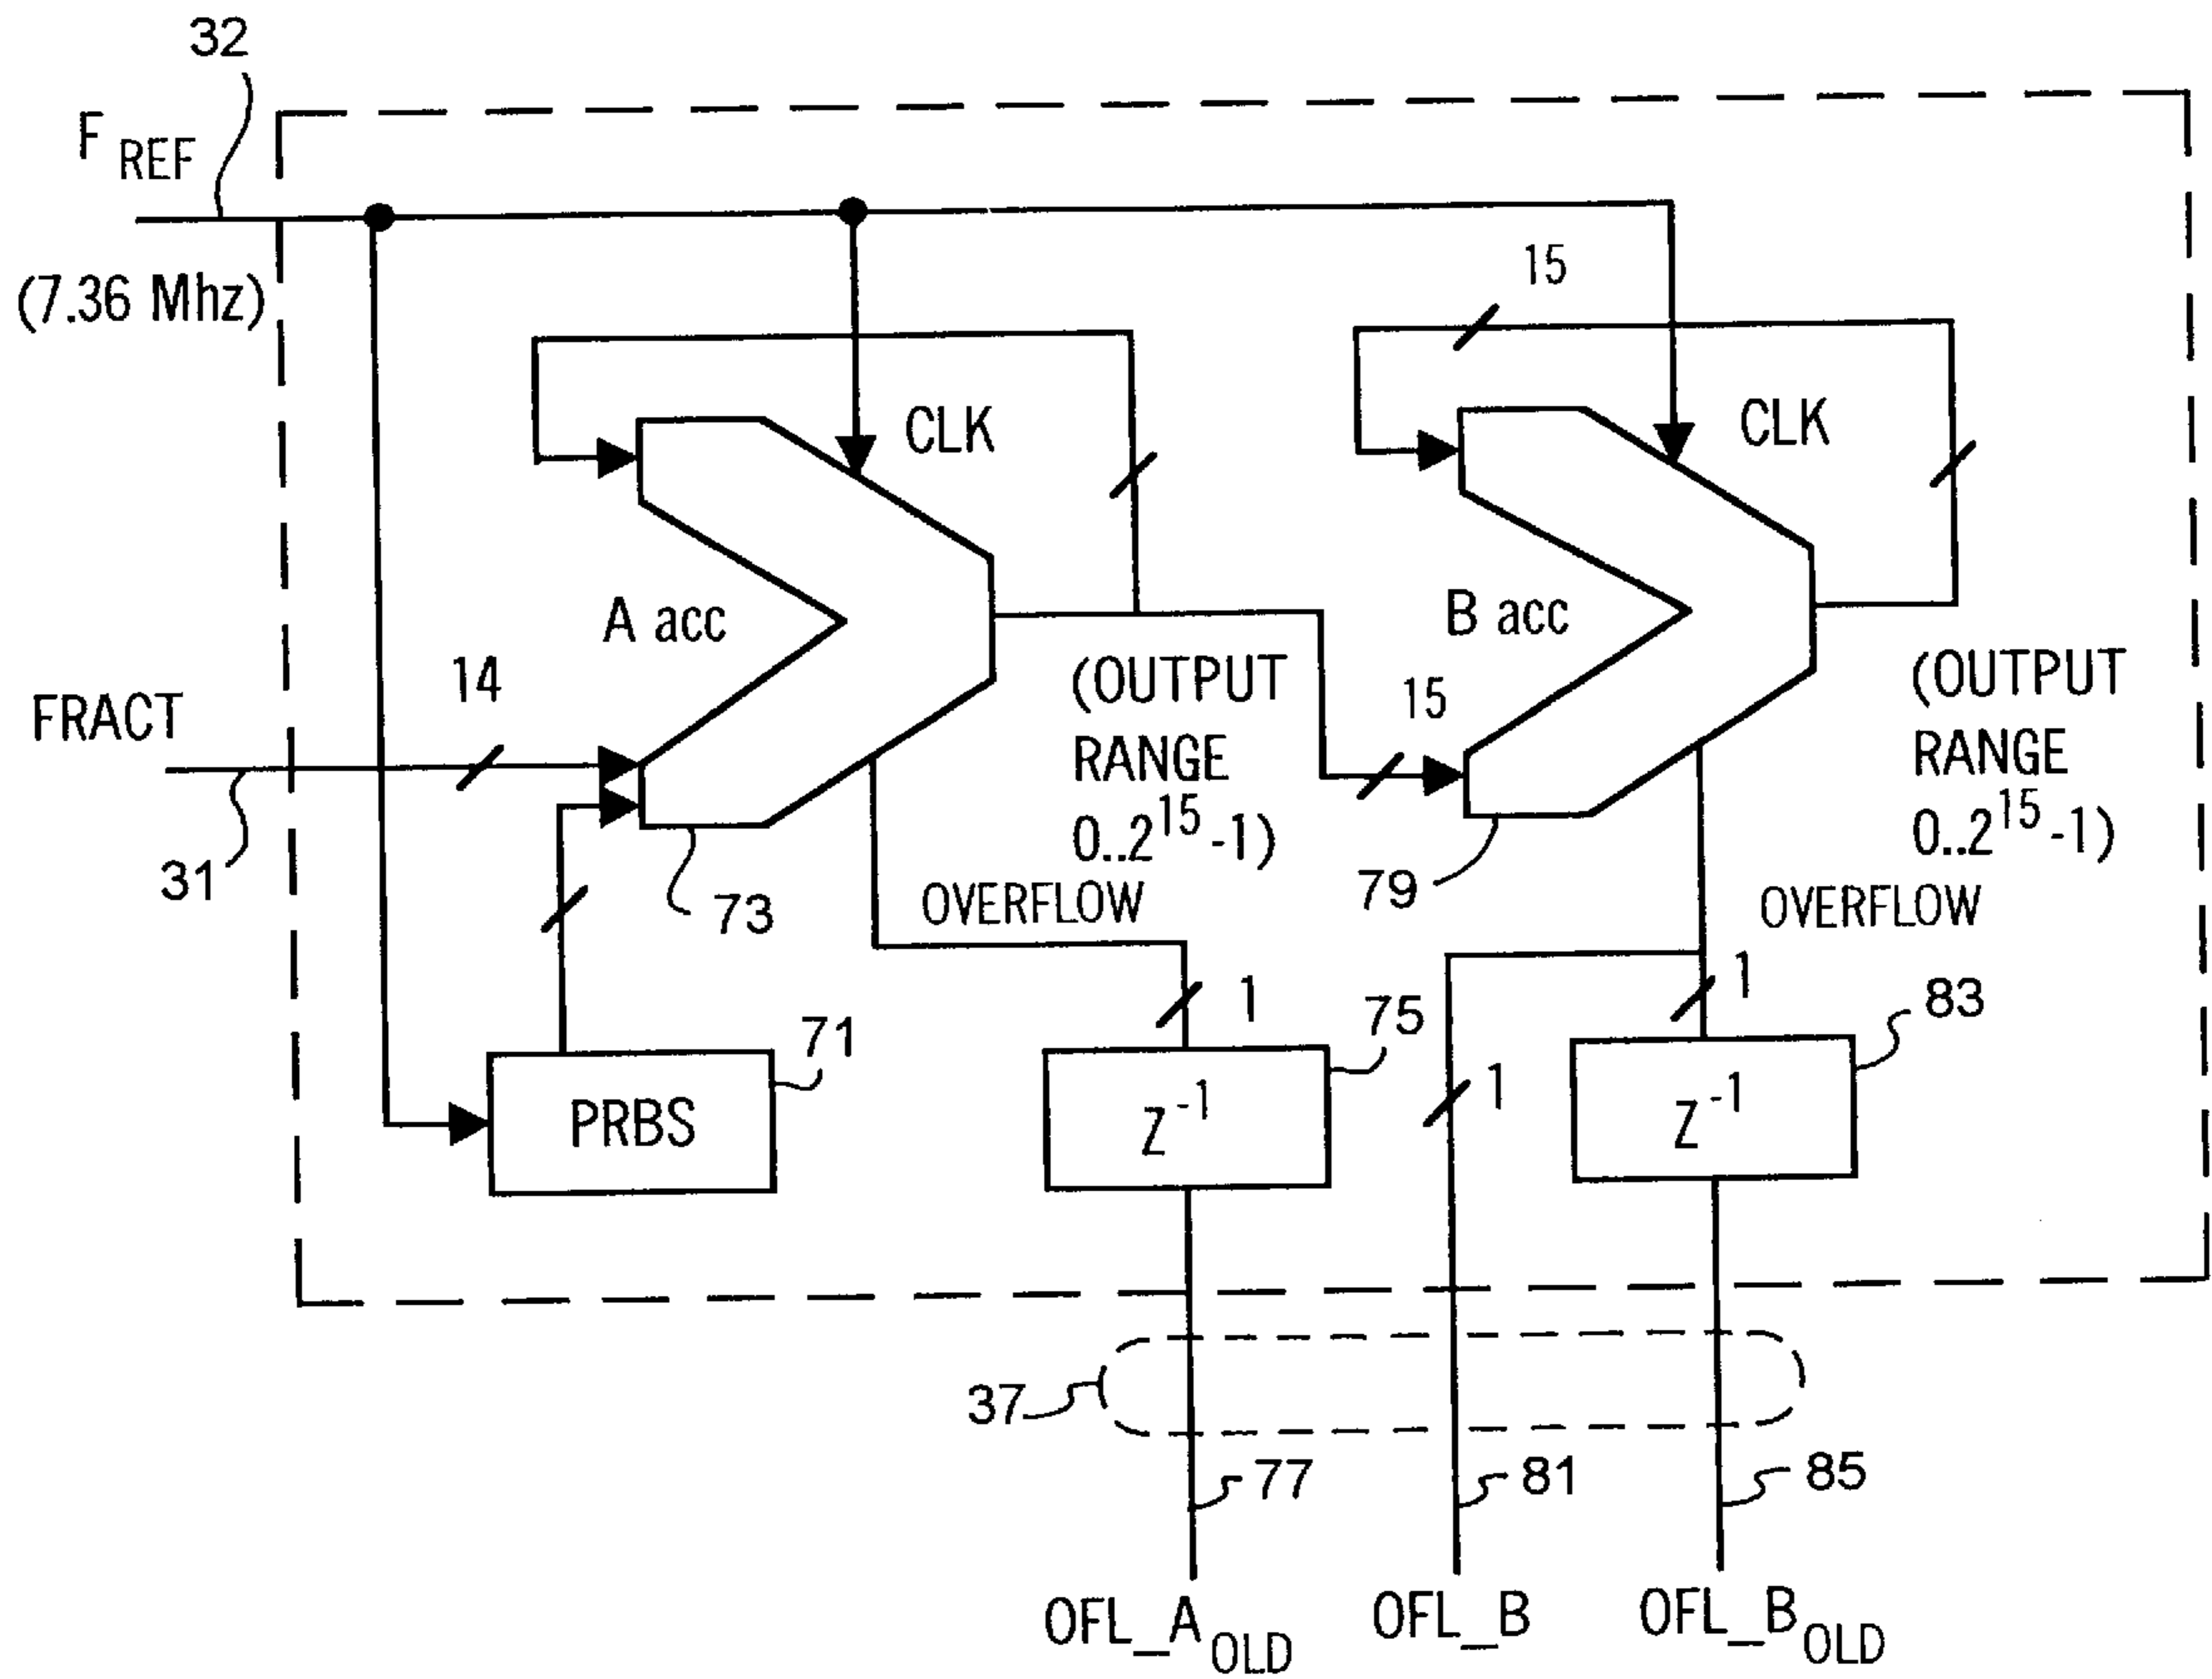 32
F REF
(7.36 Mhz)
15
CLK
CLK
A acc
B acc
14
FRACT
15
(OUTPUT
RANGE
0..2^15-1)
(OUTPUT
RANGE
0..2^15-1)
31
73
OVERFLOW
79
OVERFLOW
1
75
1
83
71
PRBS
Z^-1
1
Z^-1
37
77
81
85
OFL_A OLD
OFL_B
OFL_B OLD